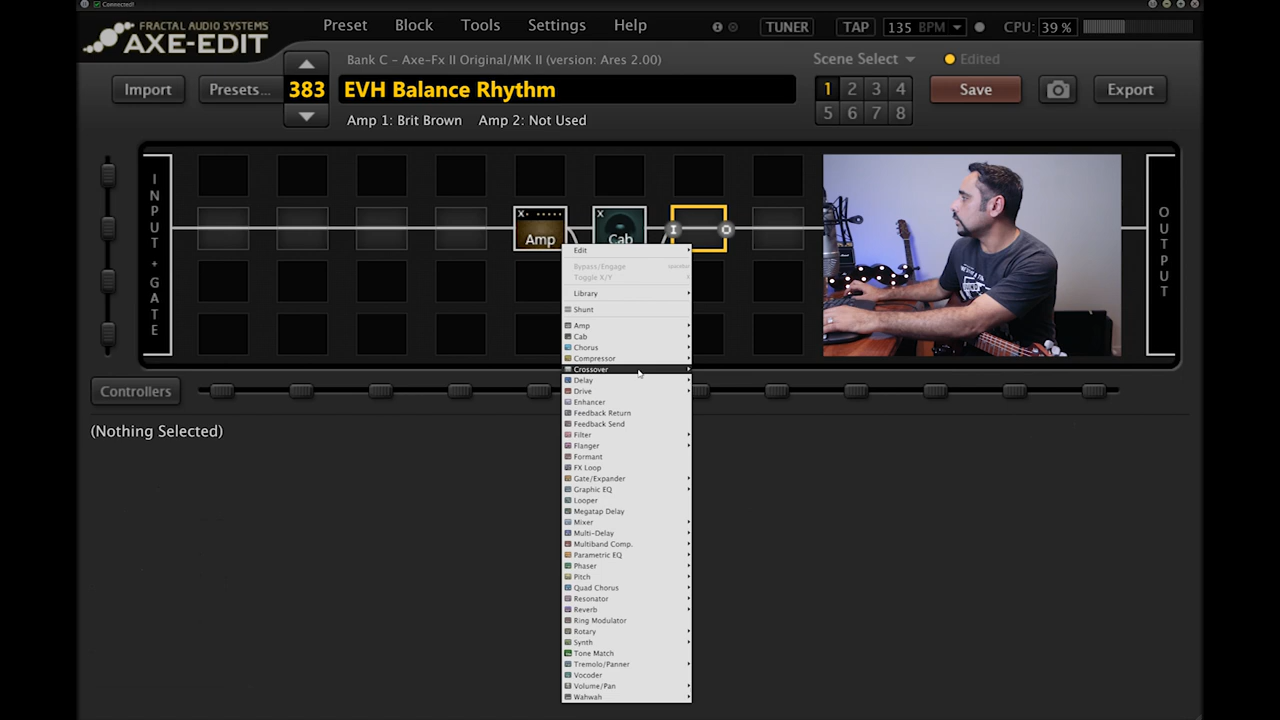 Connected!
FRACTAL AUDIO SYSTEMS
AXE-EDIT
Preset Block Tools Settings Help
TUNER
TAP
135 BPM
CPU: 39 %
Import
Presets...
383
Bank C - Axe-Fx II Original/MK II (version: Ares 2.00)
EVH Balance Rhythm
Amp 1: Brit Brown Amp 2: Not Used
Scene Select
1 2 3 4
5 6 7 8
Edited
Save
Export
INPUT + GATE
X
Amp
X
Cab
I
OUTPUT
Controllers
(Nothing Selected)
Edit
Bypass/Engage
Toggle X/Y
Library
Shunt
Amp
Cab
Chorus
Compressor
Crossover
Delay
Drive
Enhancer
Feedback Return
Feedback Send
Filter
Flanger
Formant
FX Loop
Gate/Expander
Graphic EQ
Looper
Megatap Delay
Mixer
Multi-Delay
Multiband Comp.
Parametric EQ
Phaser
Pitch
Quad Chorus
Resonator
Reverb
Ring Modulator
Rotary
Synth
Tone Match
Tremolo/Panner
Vocoder
Volume/Pan
Wahwah